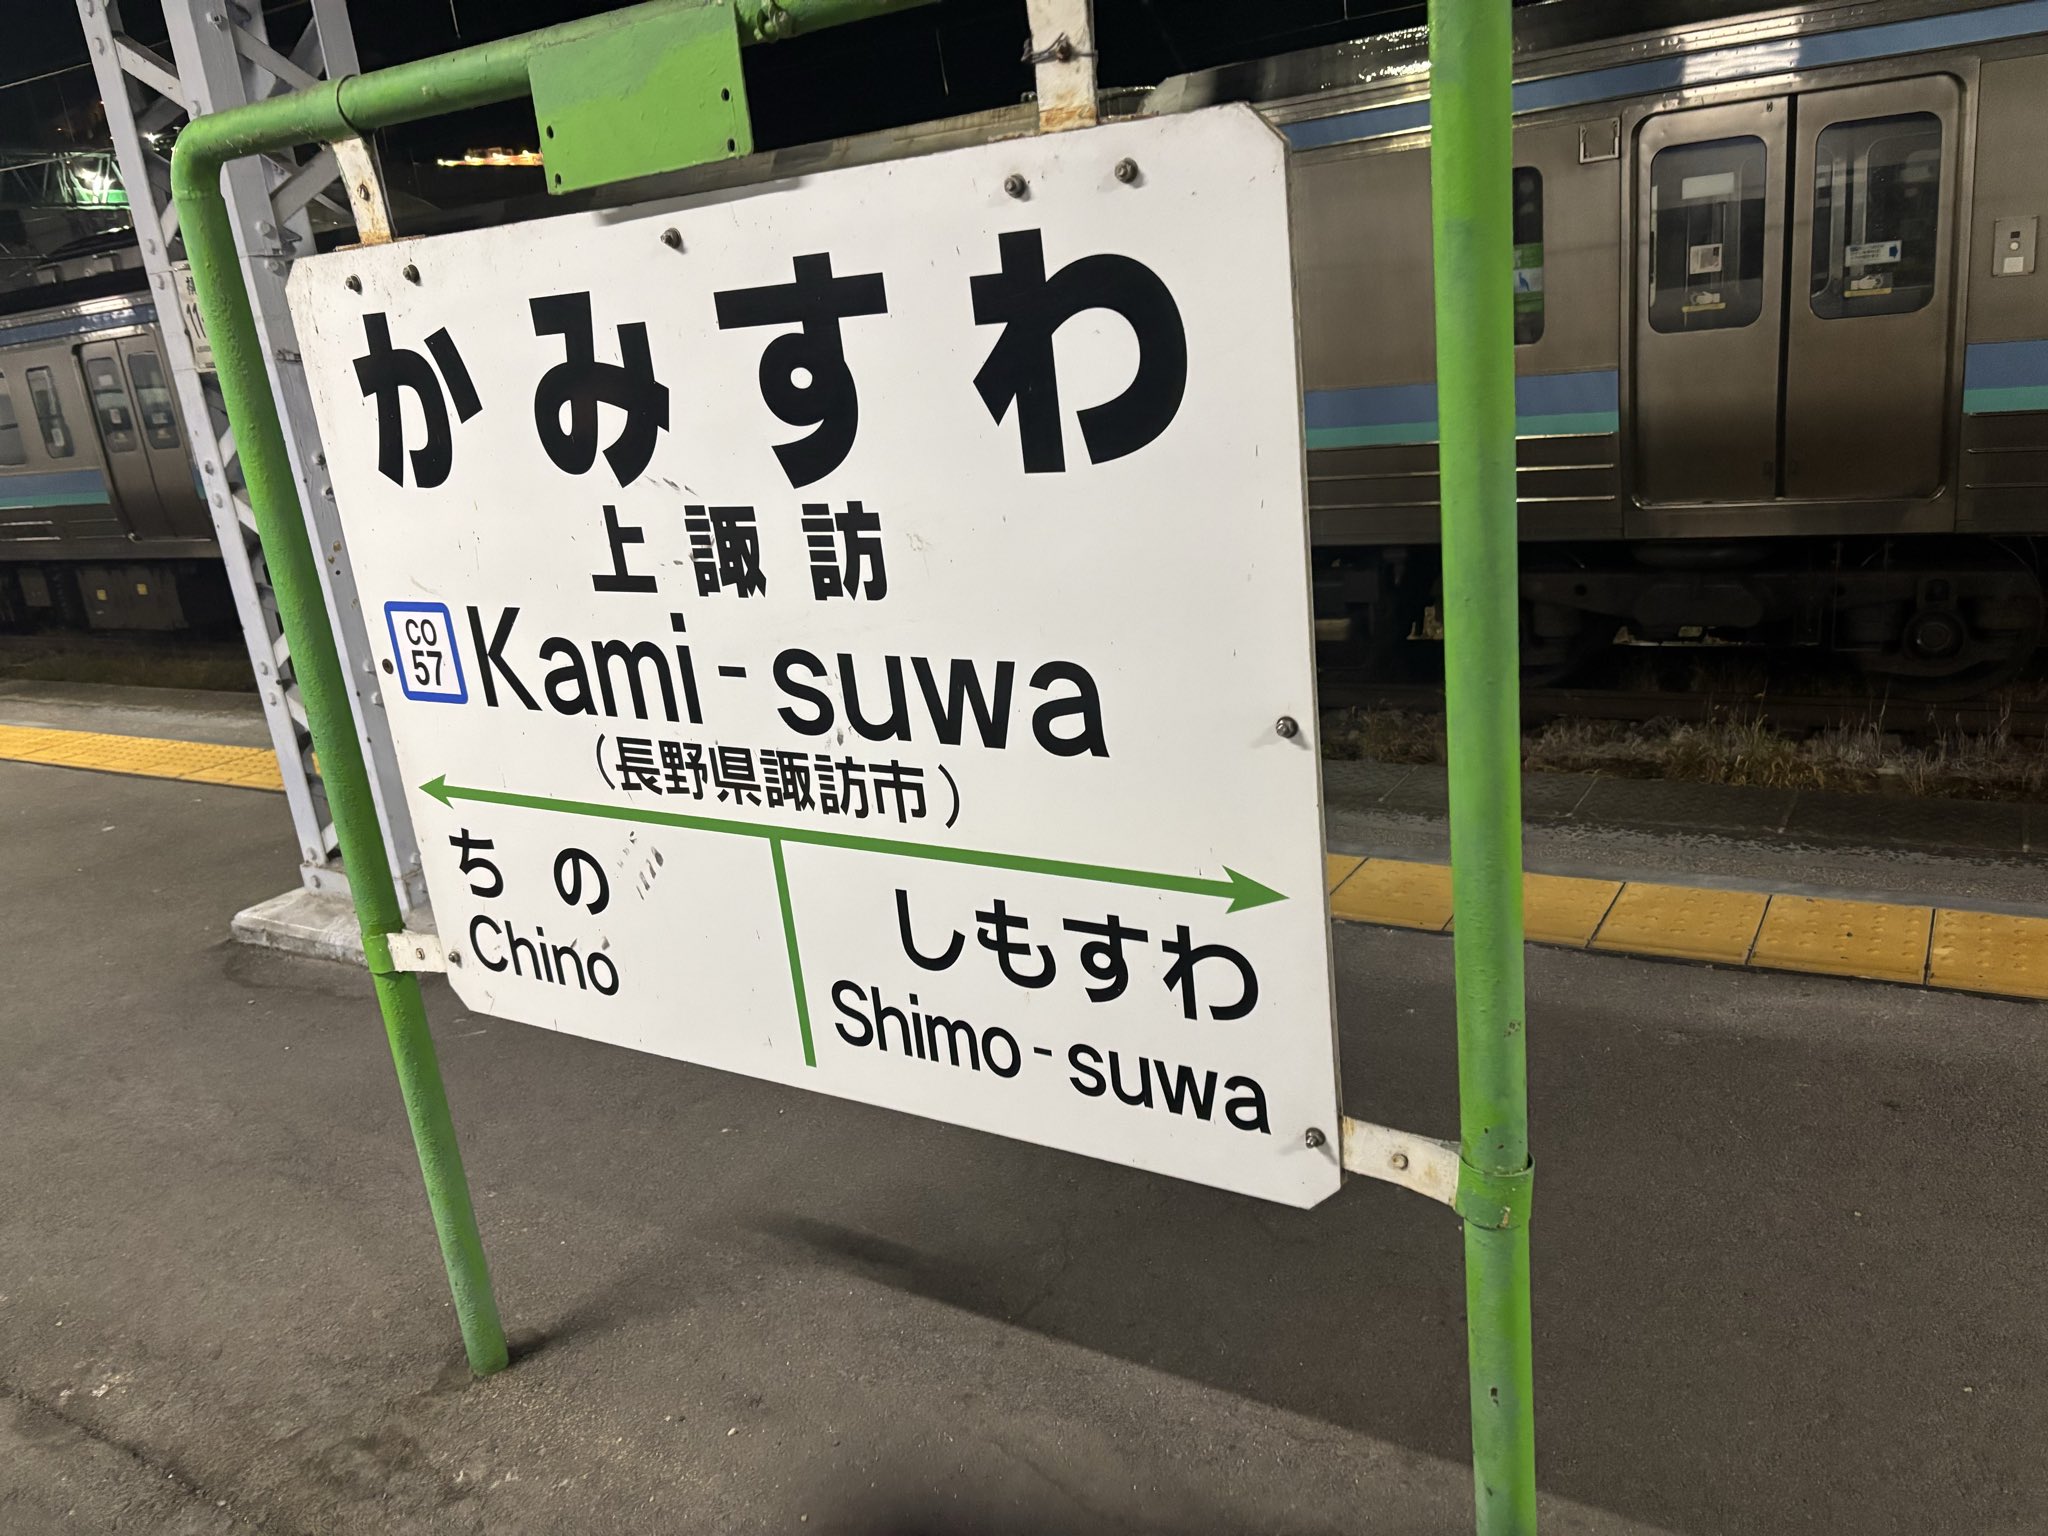 かみすわ
上諏訪
CO
57
Kami-suwa
(長野県諏訪市)
ちの
Chino
しもすわ
Shimo-suwa